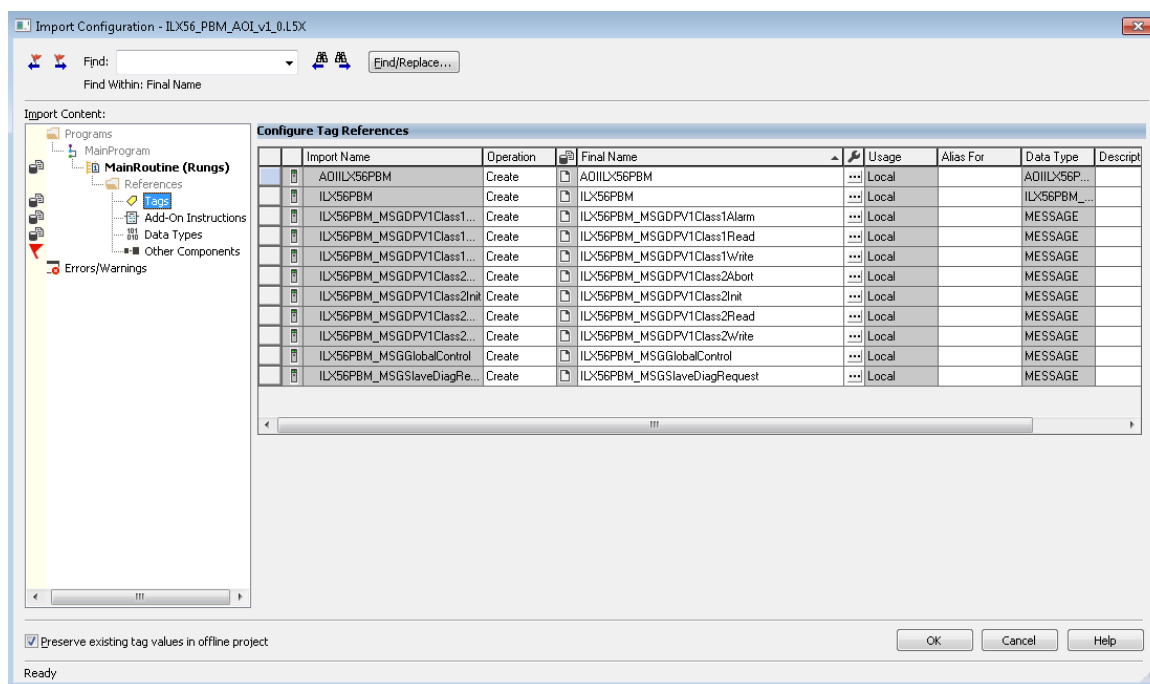 Import Configuration - ILX56_PBM_AOI_v1_0.L5X
Find:
Find/Replace...
Find Within: Final Name
Import Content:
Programs
MainProgram
MainRoutine (Rungs)
References
Tags
Add-On Instructions
Data Types
Other Components
Errors/Warnings
Configure Tag References
Import Name Operation Final Name Usage Alias For Data Type Descript
AOIILX56PBM Create AOIILX56PBM ... Local AOIILX56P...
ILX56PBM Create ILX56PBM ... Local ILX56PBM_...
ILX56PBM_MSGDPV1Class1... Create ILX56PBM_MSGDPV1Class1Alarm ... Local MESSAGE
ILX56PBM_MSGDPV1Class1... Create ILX56PBM_MSGDPV1Class1Read ... Local MESSAGE
ILX56PBM_MSGDPV1Class1... Create ILX56PBM_MSGDPV1Class1Write ... Local MESSAGE
ILX56PBM_MSGDPV1Class2... Create ILX56PBM_MSGDPV1Class2Abort ... Local MESSAGE
ILX56PBM_MSGDPV1Class2Init Create ILX56PBM_MSGDPV1Class2Init ... Local MESSAGE
ILX56PBM_MSGDPV1Class2... Create ILX56PBM_MSGDPV1Class2Read ... Local MESSAGE
ILX56PBM_MSGDPV1Class2... Create ILX56PBM_MSGDPV1Class2Write ... Local MESSAGE
ILX56PBM_MSGGlobalControl Create ILX56PBM_MSGGlobalControl ... Local MESSAGE
ILX56PBM_MSGSlaveDiagRe... Create ILX56PBM_MSGSlaveDiagRequest ... Local MESSAGE
Preserve existing tag values in offline project
OK Cancel Help
Ready